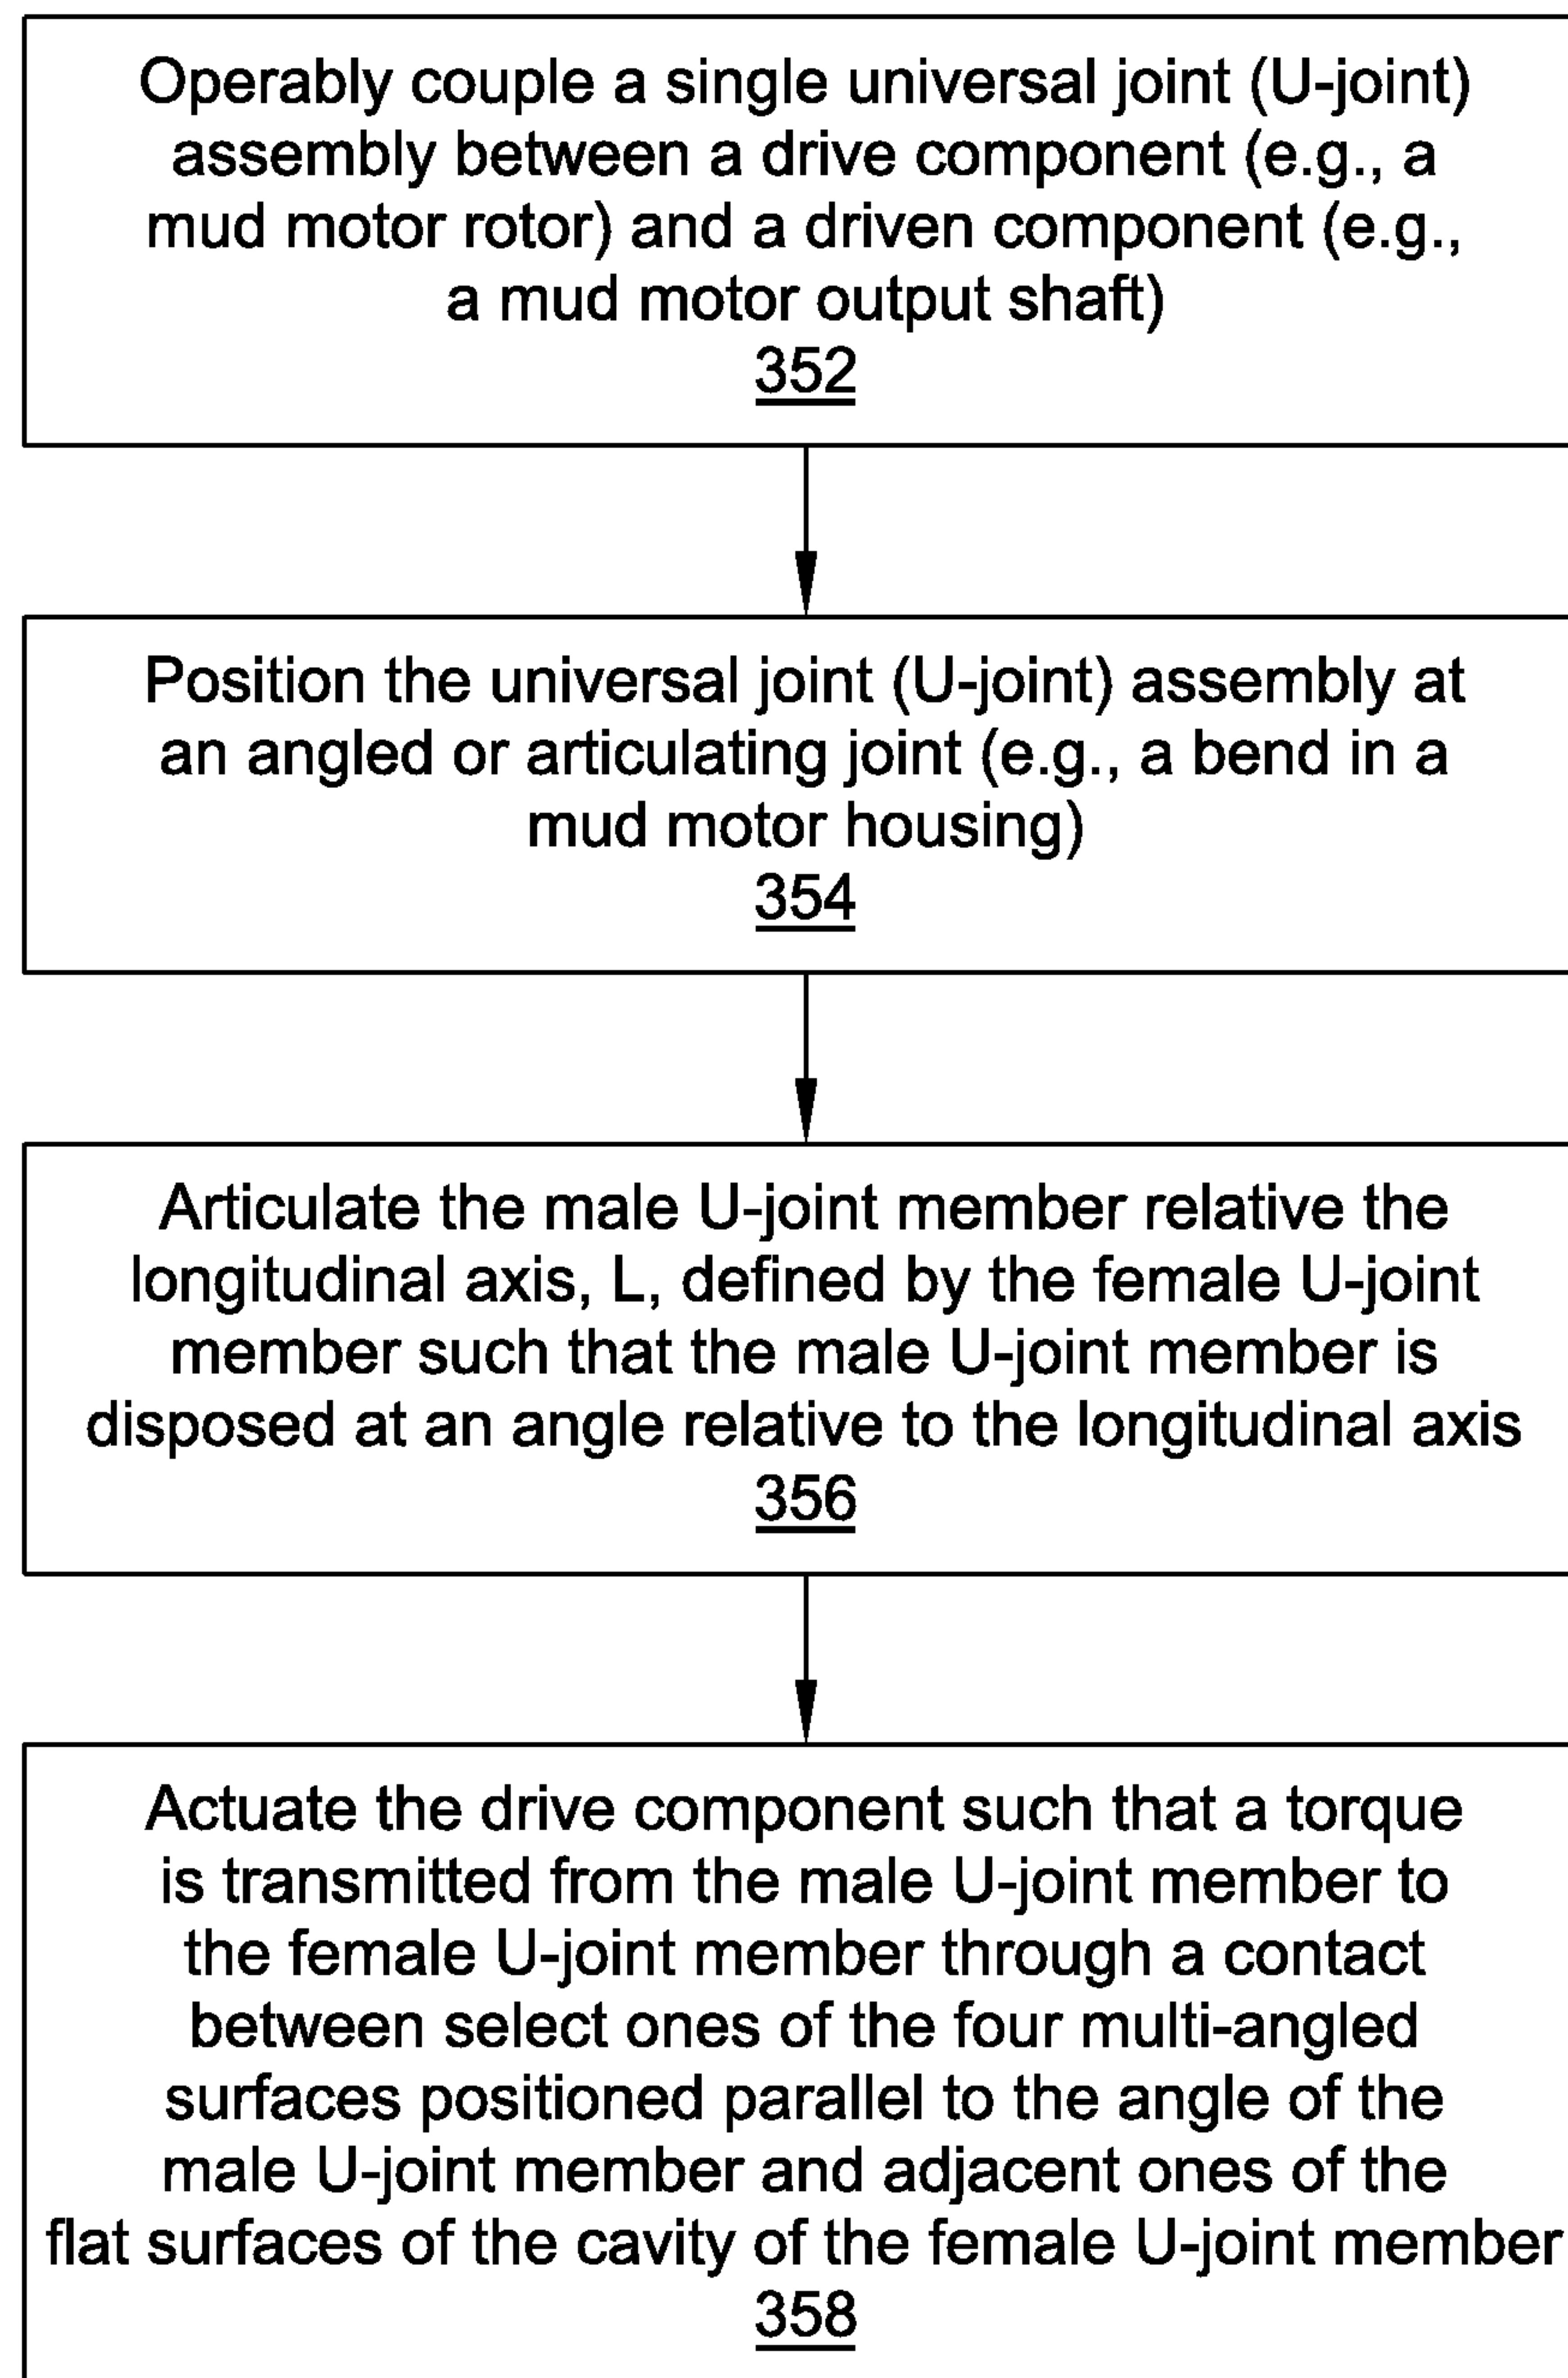 Operably couple a single universal joint (U-joint)
assembly between a drive component (e.g., a
mud motor rotor) and a driven component (e.g.,
a mud motor output shaft)
352
Position the universal joint (U-joint) assembly at
an angled or articulating joint (e.g., a bend in a
mud motor housing)
354
Articulate the male U-joint member relative the
longitudinal axis, L, defined by the female U-joint
member such that the male U-joint member is
disposed at an angle relative to the longitudinal axis
356
Actuate the drive component such that a torque
is transmitted from the male U-joint member to
the female U-joint member through a contact
between select ones of the four multi-angled
surfaces positioned parallel to the angle of the
male U-joint member and adjacent ones of the
flat surfaces of the cavity of the female U-joint member
358